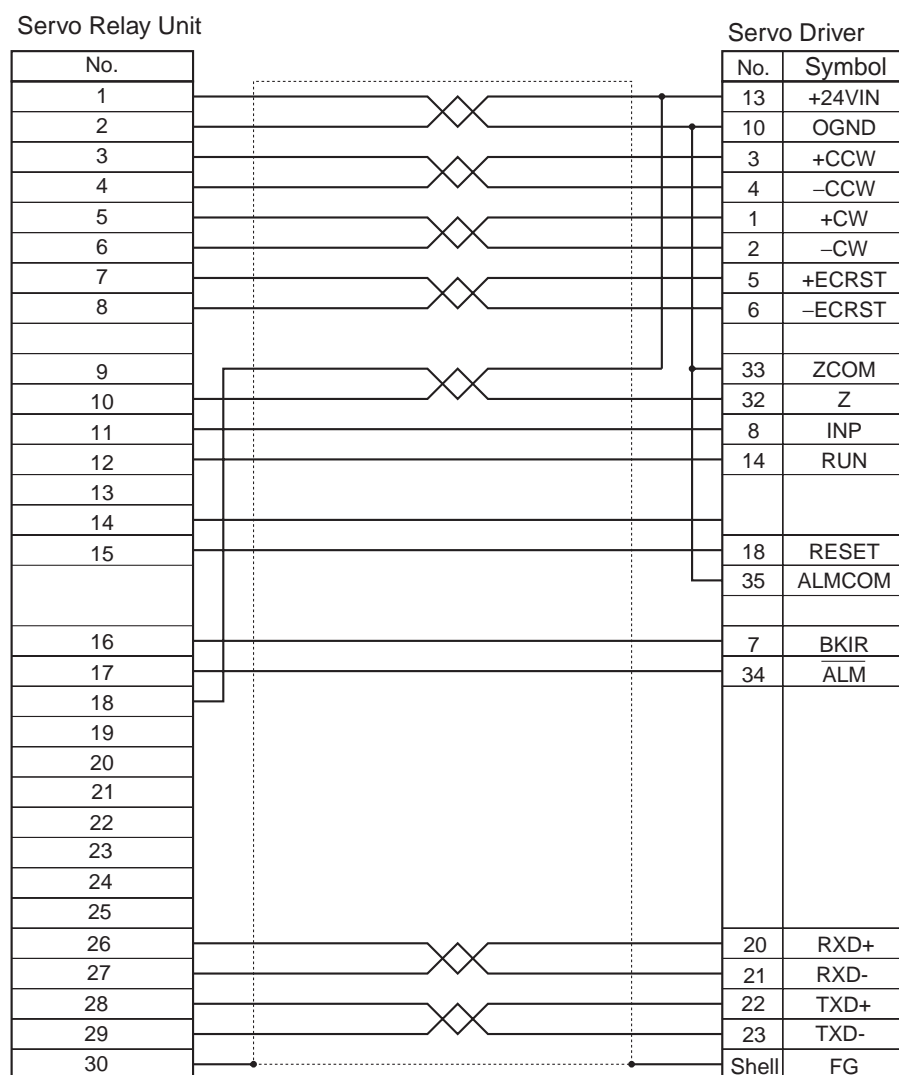 Servo Relay Unit
Servo Driver
No.
No. Symbol
1 13 +24VIN
2 10 OGND
3 3 +CCW
4 4 −CCW
5 1 +CW
6 2 −CW
7 5 +ECRST
8 6 −ECRST
9 33 ZCOM
10 32 Z
11 8 INP
12 14 RUN
13
14
15 18 RESET
35 ALMCOM
16 7 BKIR
17 34 A̅L̅M̅
18
19
20
21
22
23
24
25
26 20 RXD+
27 21 RXD-
28 22 TXD+
29 23 TXD-
30 Shell FG